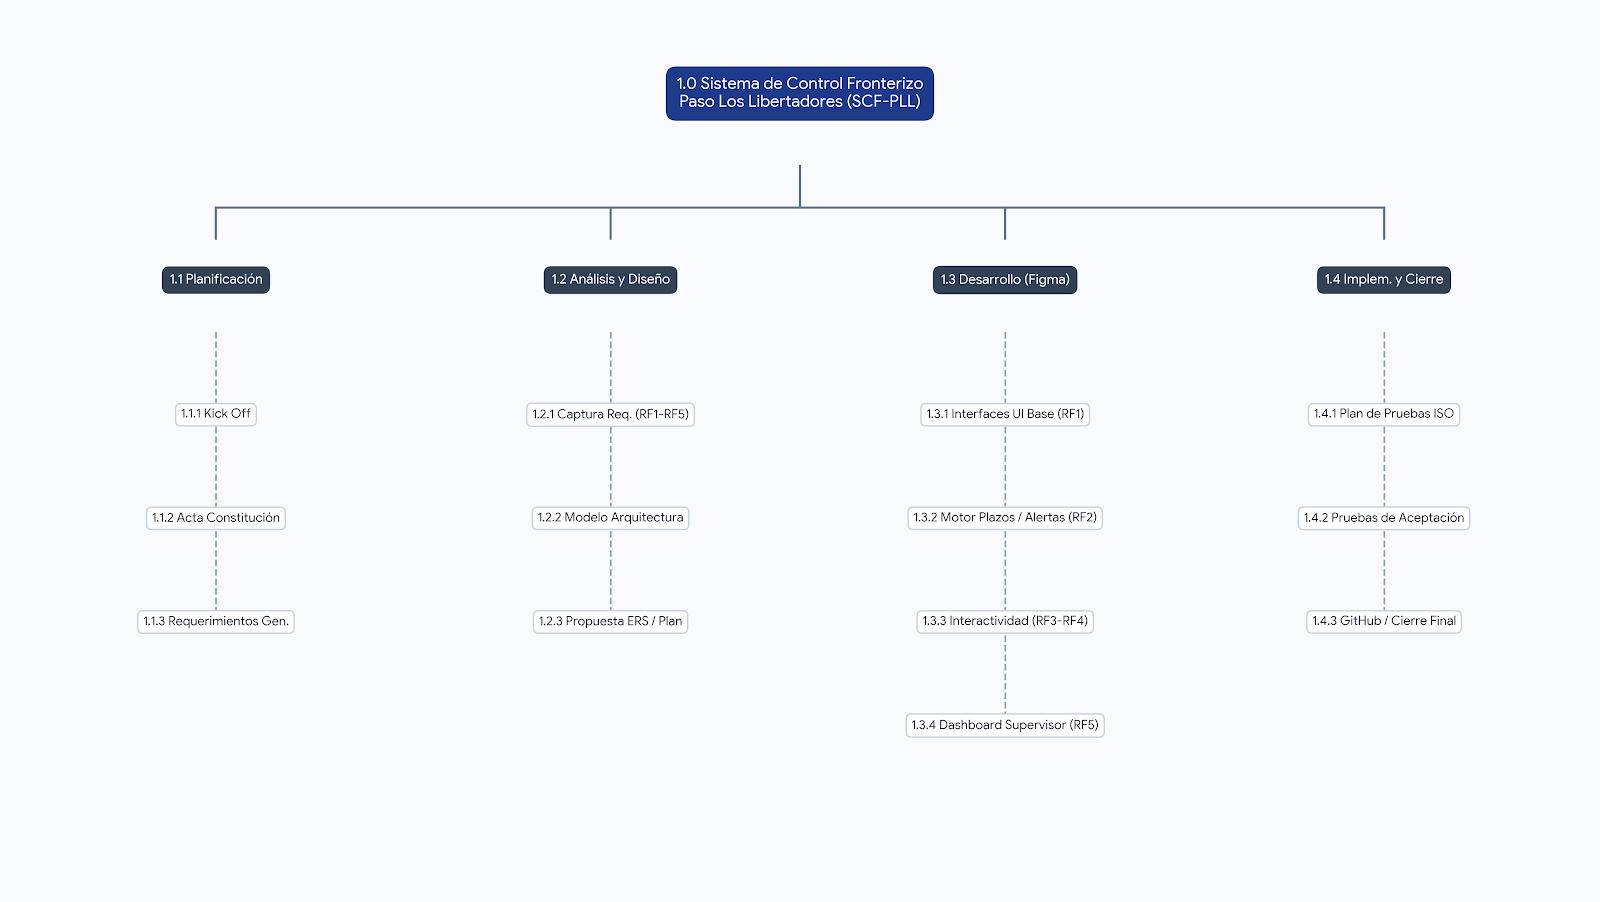 1.0 Sistema de Control Fronterizo
Paso Los Libertadores (SCF-PLL)
1.1 Planificación
1.2 Análisis y Diseño
1.3 Desarrollo (Figma)
1.4 Implem. y Cierre
1.1.1 Kick Off
1.2.1 Captura Req. (RF1-RF5)
1.3.1 Interfaces UI Base (RF1)
1.4.1 Plan de Pruebas ISO
1.1.2 Acta Constitución
1.2.2 Modelo Arquitectura
1.3.2 Motor Plazos / Alertas (RF2)
1.4.2 Pruebas de Aceptación
1.1.3 Requerimientos Gen.
1.2.3 Propuesta ERS / Plan
1.3.3 Interactividad (RF3-RF4)
1.4.3 GitHub / Cierre Final
1.3.4 Dashboard Supervisor (RF5)